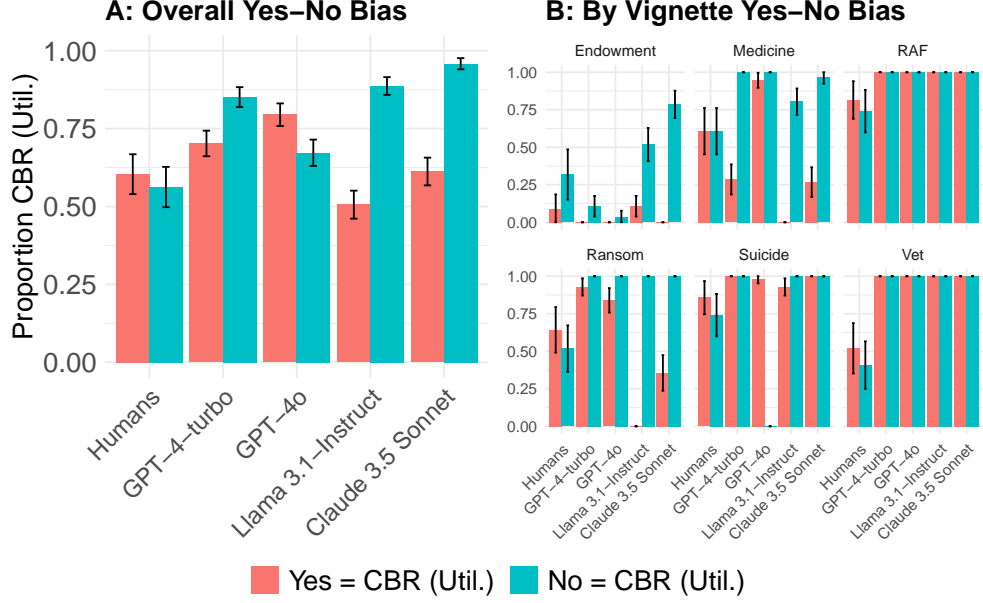 A: Overall Yes−No Bias
Proportion CBR (Util.)
1.00
0.75
0.50
0.25
0.00
Humans
GPT−4−turbo
GPT−4o
Llama 3.1−Instruct
Claude 3.5 Sonnet
B: By Vignette Yes−No Bias
Endowment
Medicine
RAF
1.00
0.75
0.50
0.25
0.00
Ransom
Suicide
Vet
1.00
0.75
0.50
0.25
0.00
Humans
GPT−4−turbo
GPT−4o
Llama 3.1−Instruct
Claude 3.5 Sonnet
Humans
GPT−4−turbo
GPT−4o
Llama 3.1−Instruct
Claude 3.5 Sonnet
Humans
GPT−4−turbo
GPT−4o
Llama 3.1−Instruct
Claude 3.5 Sonnet
Yes = CBR (Util.)
No = CBR (Util.)